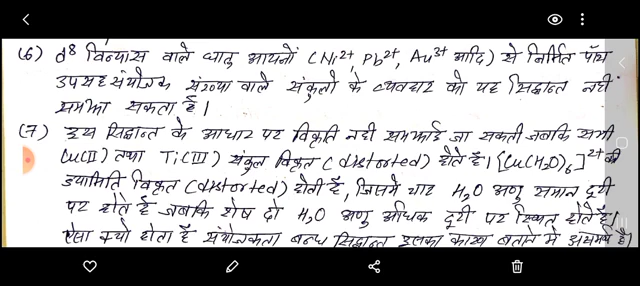 (6) d⁸ विन्यास वाले धातु आयनों (Ni²⁺, Pb²⁺, Au³⁺ आदि) से निर्मित पाँच
उपसहसंयोजक संख्या वाले संकुलों के व्यवहार को यह सिद्धान्त नहीं
समझा सकता है।
(7) इस सिद्धान्त के आधार पर विकृति नही समझाई जा सकती जबकि सभी
Cu(II) तथा Ti(III) संकुल विकृत (distorted) होते है। [Cu(H₂O)₆]²⁺ की
ज्यामिति विकृत (distorted) होती है, जिसमे चार H₂O अणु समान दूरी
पर होते है जबकि शेष दो H₂O अणु अधिक दूरी पर स्थित होते है।
ऐसा क्यो होता है संयोजकता बन्ध सिद्धान्त इसका कारण बताने मे असमर्थ है।